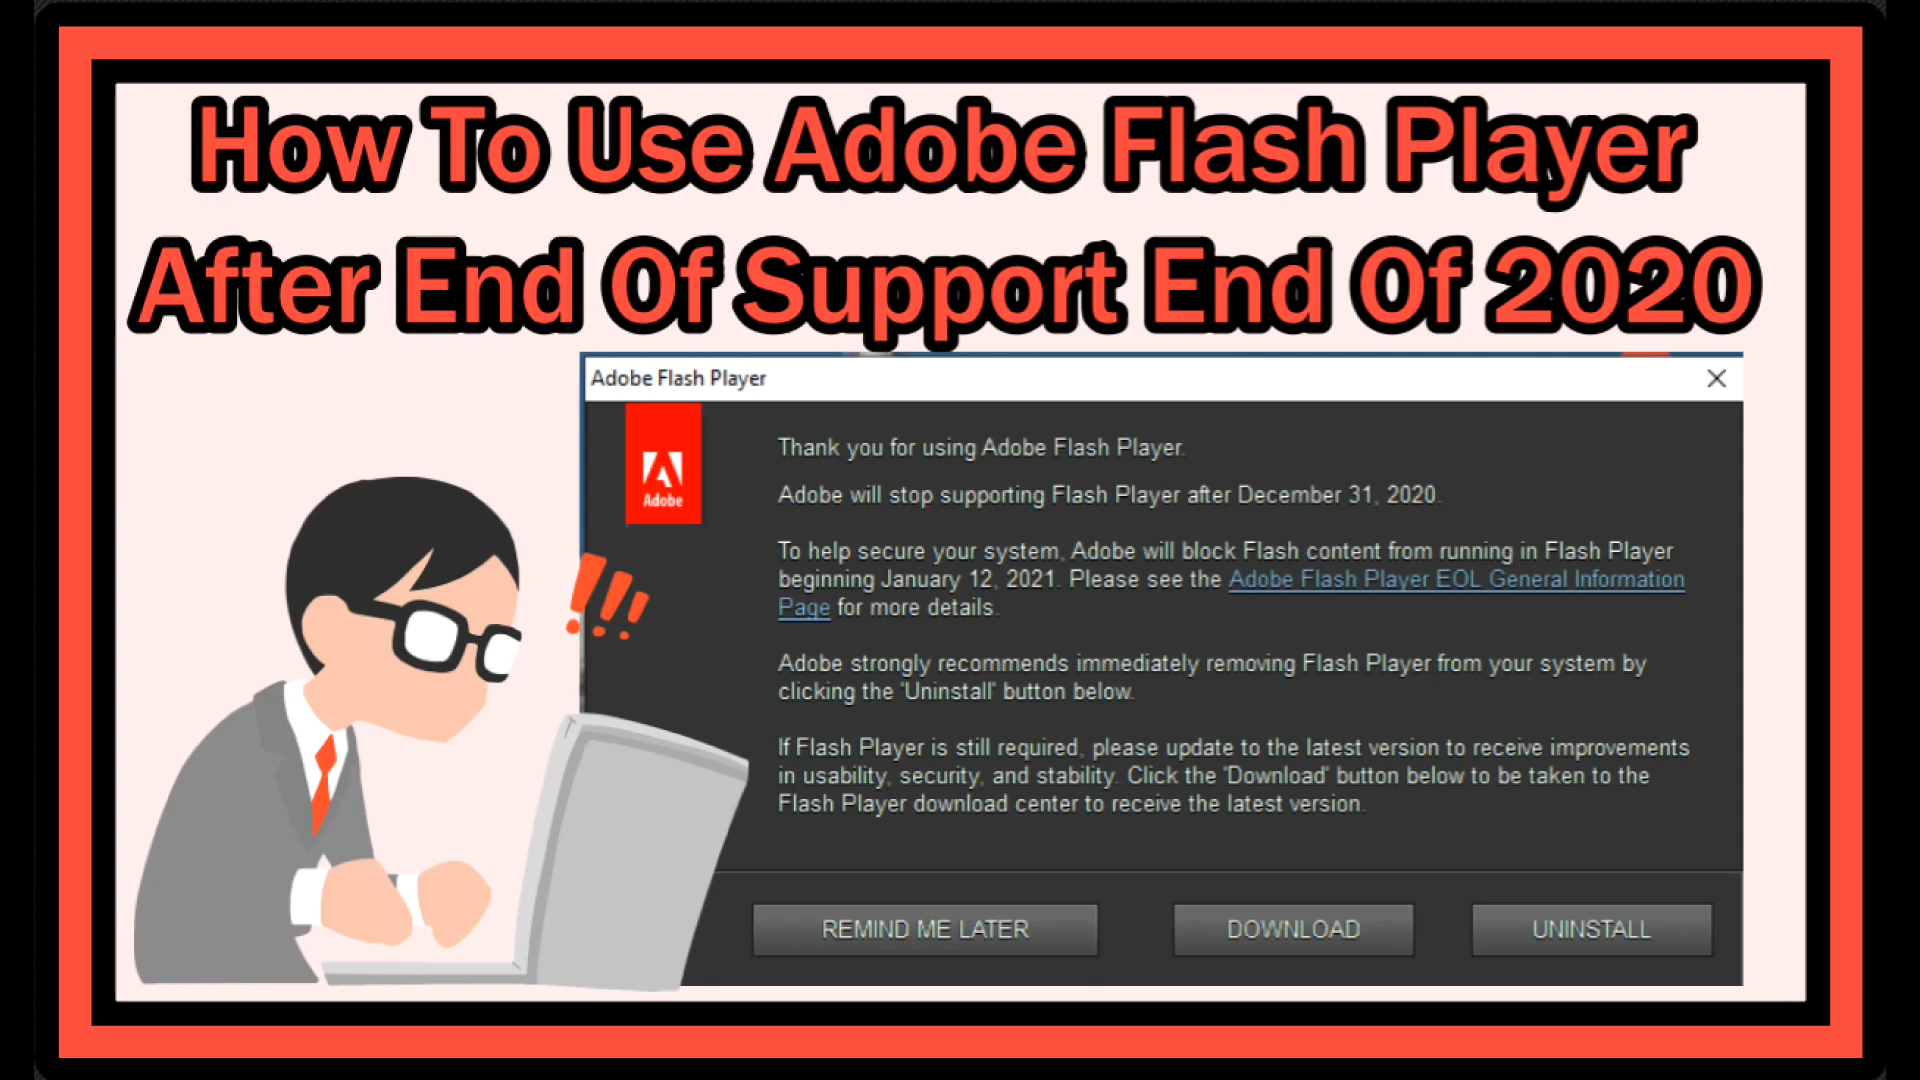 How To Use Adobe Flash Player
After End Of Support End Of 2020
Adobe Flash Player
Adobe
Thank you for using Adobe Flash Player.
Adobe will stop supporting Flash Player after December 31, 2020.
To help secure your system, Adobe will block Flash content from running in Flash Player
beginning January 12, 2021. Please see the Adobe Flash Player EOL General Information
Page for more details.
Adobe strongly recommends immediately removing Flash Player from your system by
clicking the 'Uninstall' button below.
If Flash Player is still required, please update to the latest version to receive improvements
in usability, security, and stability. Click the 'Download' button below to be taken to the
Flash Player download center to receive the latest version.
!!!
REMIND ME LATER
DOWNLOAD
UNINSTALL